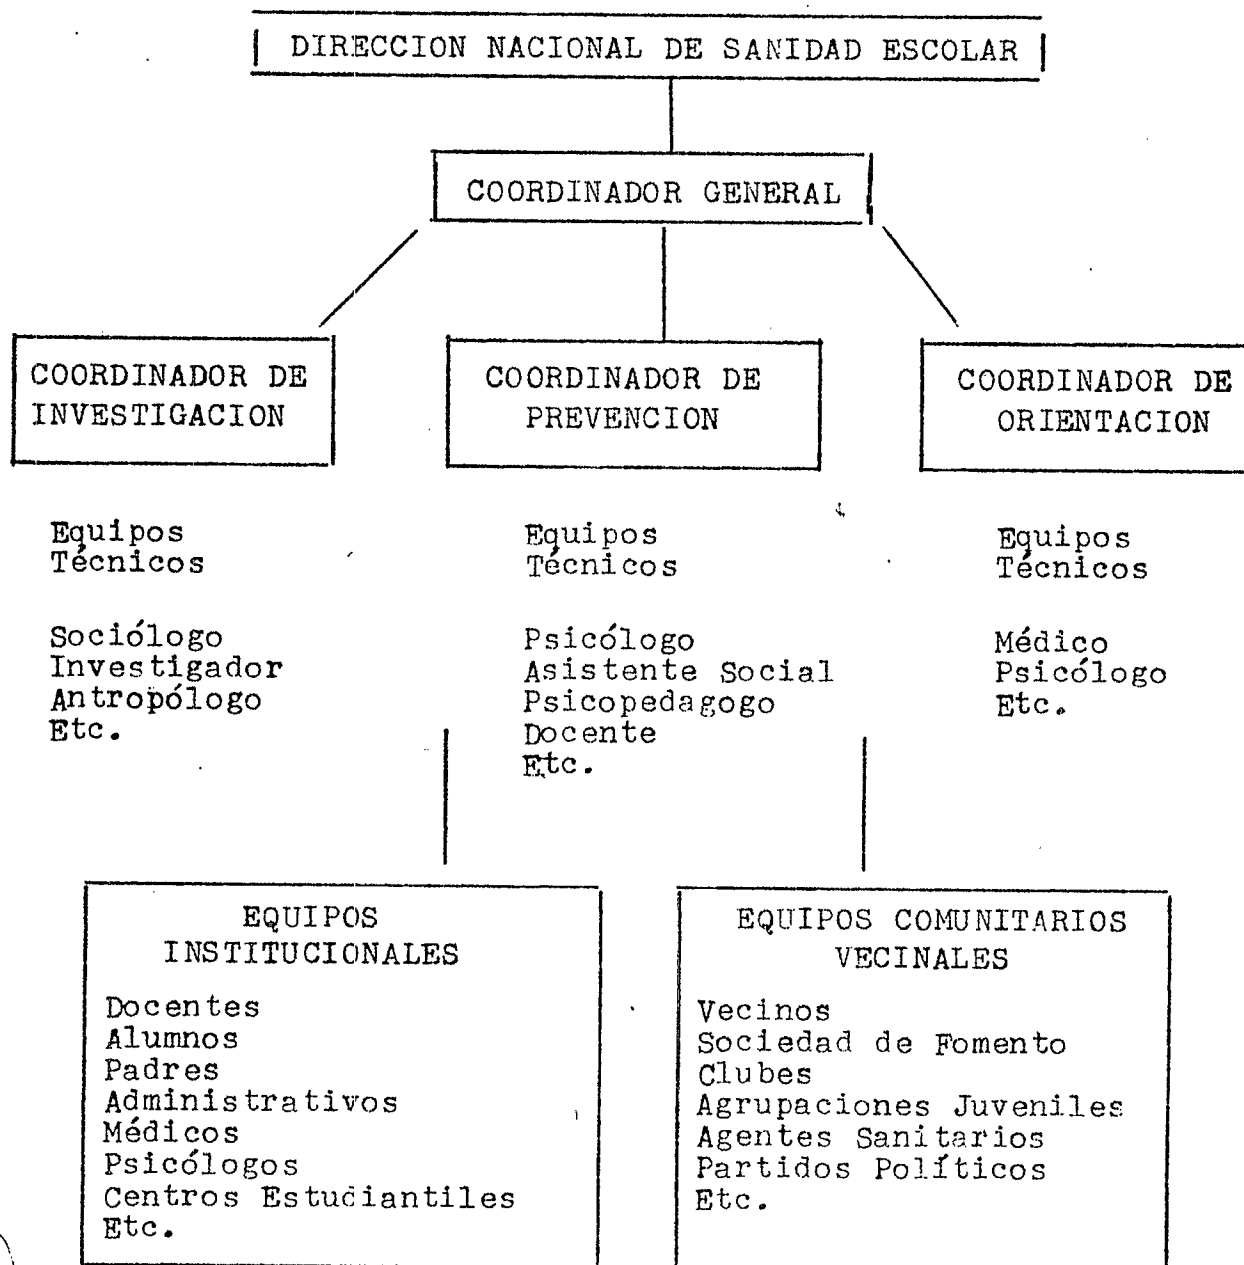 DIRECCION NACIONAL DE SANIDAD ESCOLAR
COORDINADOR GENERAL
COORDINADOR DE
INVESTIGACION
COORDINADOR DE
PREVENCION
COORDINADOR DE
ORIENTACION
Equipos
Técnicos
Sociólogo
Investigador
Antropólogo
Etc.
Equipos
Técnicos
Psicólogo
Asistente Social
Psicopedagogo
Docente
Etc.
Equipos
Técnicos
Médico
Psicólogo
Etc.
EQUIPOS
INSTITUCIONALES
Docentes
Alumnos
Padres
Administrativos
Médicos
Psicólogos
Centros Estudiantiles
Etc.
EQUIPOS COMUNITARIOS
VECINALES
Vecinos
Sociedad de Fomento
Clubes
Agrupaciones Juveniles
Agentes Sanitarios
Partidos Políticos
Etc.